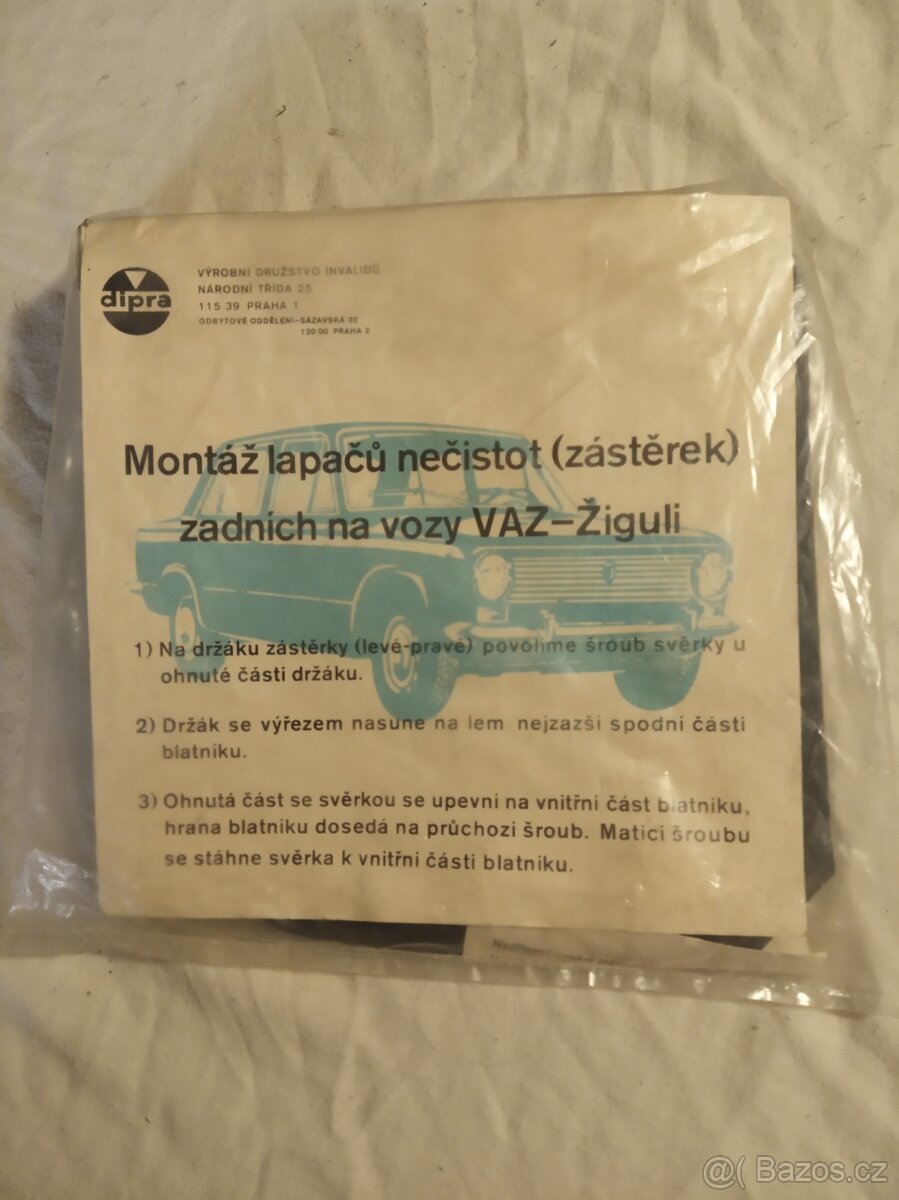 dipra
VÝROBNÍ DRUŽSTVO INVALIDŮ
NÁRODNÍ TŘÍDA 25
115 39 PRAHA 1
ODBYTOVÉ ODDĚLENÍ-SÁZAVSKÁ 32
120 00 PRAHA 2
Montáž lapačů nečistot (zástěrek)
zadních na vozy VAZ-Žiguli
1) Na držáku zástěrky (levé-pravé) povolíme šroub svěrky u
ohnuté části držáku.
2) Držák se výřezem nasune na lem nejzazší spodní části
blatníku.
3) Ohnutá část se svěrkou se upevní na vnitřní část blatníku,
hrana blatníku dosedá na průchozí šroub. Maticí šroubu
se stáhne svěrka k vnitřní části blatníku.
@( Bazos.cz